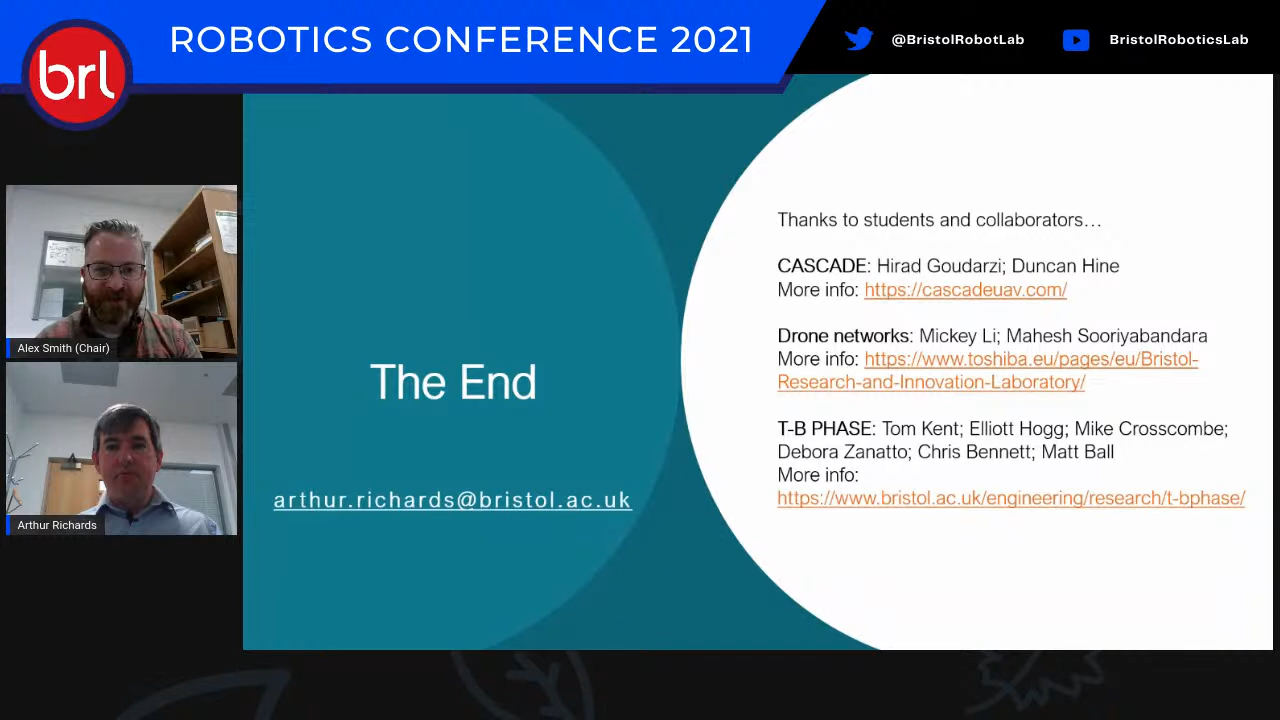 ROBOTICS CONFERENCE 2021
@BristolRobotLab
BristolRoboticsLab
brl
Alex Smith (Chair)
Arthur Richards
The End
arthur.richards@bristol.ac.uk
Thanks to students and collaborators...
CASCADE: Hirad Goudarzi; Duncan Hine
More info: https://cascadeuav.com/
Drone networks: Mickey Li; Mahesh Sooriyabandara
More info: https://www.toshiba.eu/pages/eu/Bristol-
Research-and-Innovation-Laboratory/
T-B PHASE: Tom Kent; Elliott Hogg; Mike Crosscombe;
Debora Zanatto; Chris Bennett; Matt Ball
More info:
https://www.bristol.ac.uk/engineering/research/t-bphase/